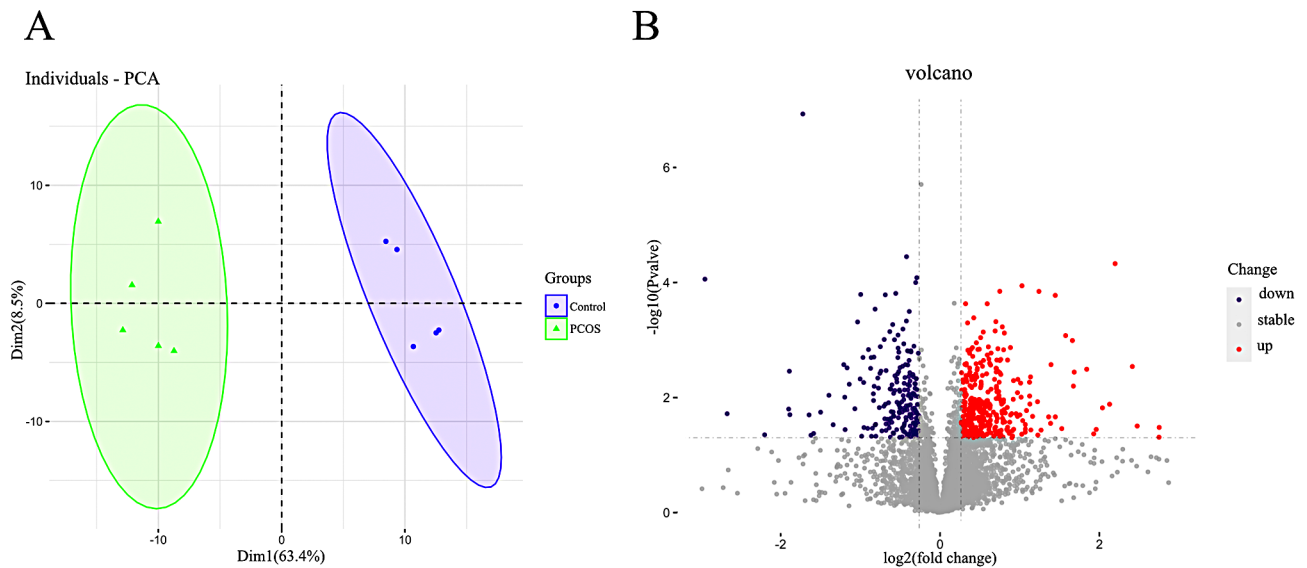 A
Individuals - PCA
10
0
-10
Dim2(8.5%)
-10
0
10
Dim1(63.4%)
Groups
Control
PCOS
B
volcano
6
4
2
0
-log10(Pvalve)
-2
0
2
log2(fold change)
Change
down
stable
up